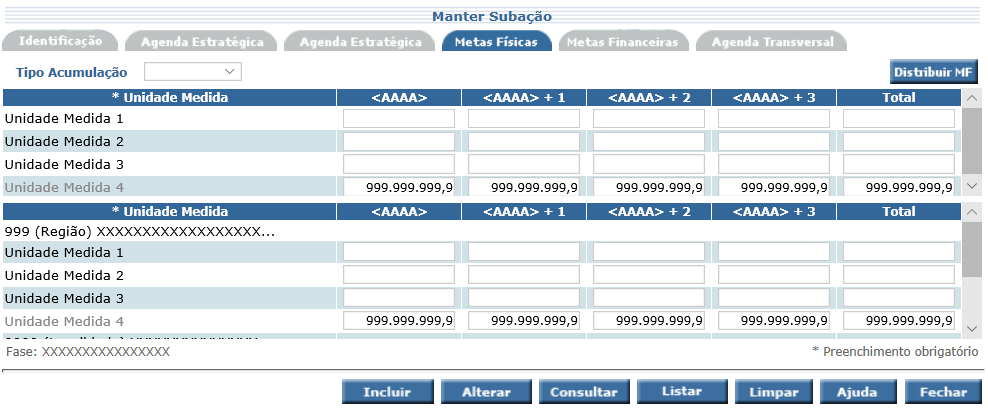 Manter Subação
Identificação Agenda Estratégica Agenda Estratégica Metas Físicas Metas Financeiras Agenda Transversal
Tipo Acumulação Distribuir MF
* Unidade Medida <AAAA> <AAAA> + 1 <AAAA> + 2 <AAAA> + 3 Total
Unidade Medida 1
Unidade Medida 2
Unidade Medida 3
Unidade Medida 4 999.999.999,9 999.999.999,9 999.999.999,9 999.999.999,9 999.999.999,9
* Unidade Medida <AAAA> <AAAA> + 1 <AAAA> + 2 <AAAA> + 3 Total
999 (Região) XXXXXXXXXXXXXXXXXX...
Unidade Medida 1
Unidade Medida 2
Unidade Medida 3
Unidade Medida 4 999.999.999,9 999.999.999,9 999.999.999,9 999.999.999,9 999.999.999,9
Fase: XXXXXXXXXXXXXXXX * Preenchimento obrigatório
Incluir Alterar Consultar Listar Limpar Ajuda Fechar